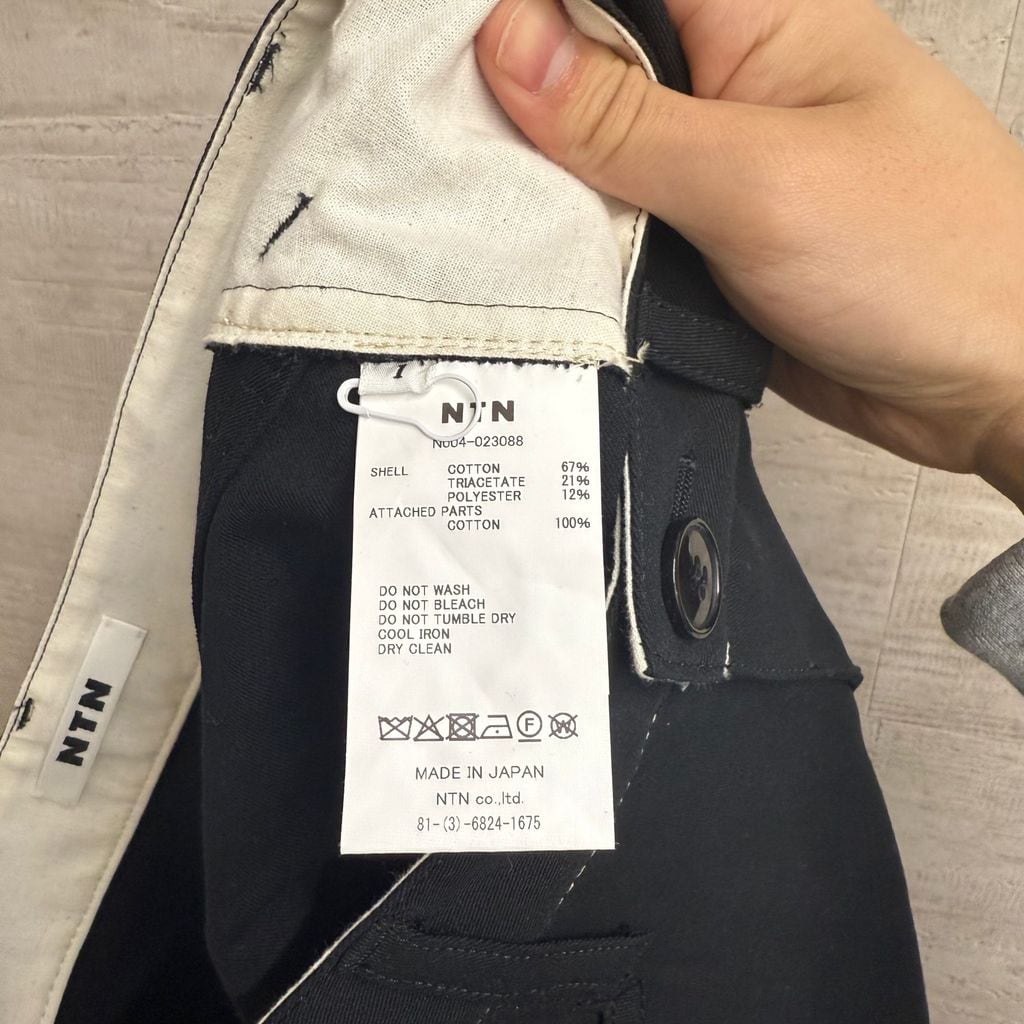 1
NTN
N004-023088
SHELL COTTON 67%
TRIACETATE 21%
POLYESTER 12%
ATTACHED PARTS
COTTON 100%
DO NOT WASH
DO NOT BLEACH
DO NOT TUMBLE DRY
COOL IRON
DRY CLEAN
F W
MADE IN JAPAN
NTN co.,ltd.
81-(3)-6824-1675
NTN